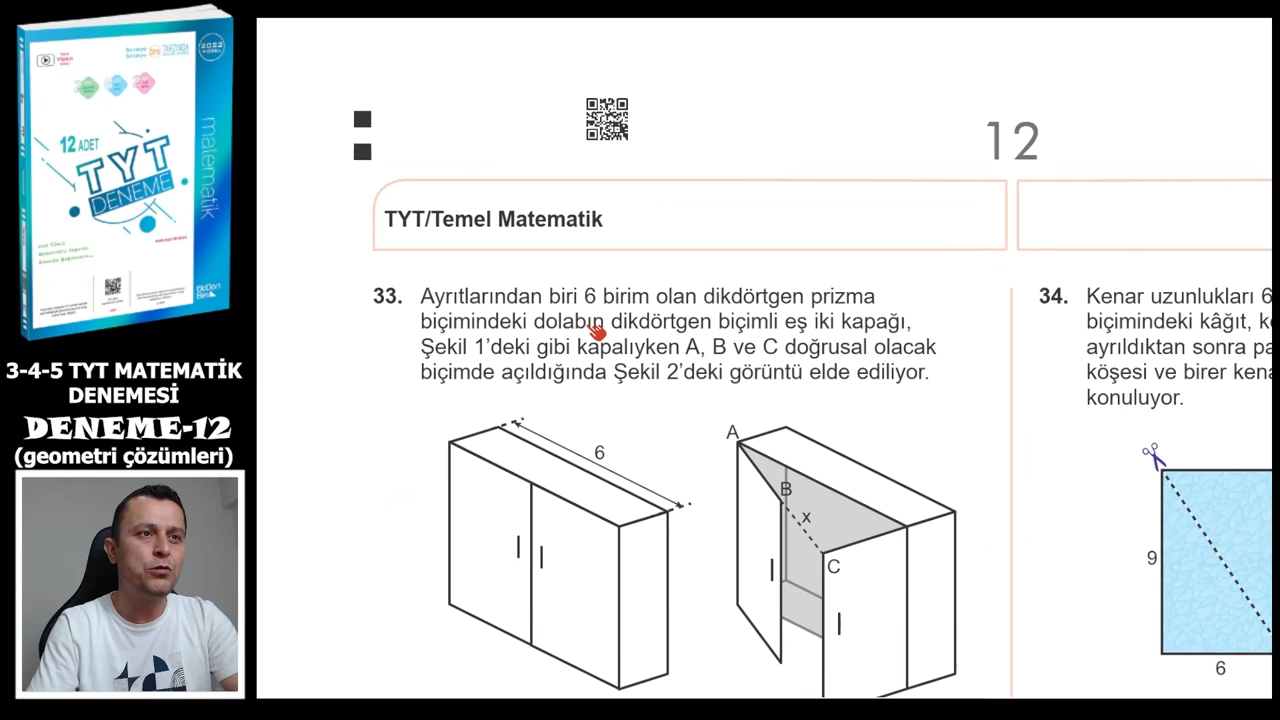 2022
MODEL
TARZINDA
12 ADET
TYT
DENEME
matematik
3-4-5 TYT MATEMATİK
DENEMESİ
DENEME-12
(geometri çözümleri)
12
TYT/Temel Matematik
33. Ayrıtlarından biri 6 birim olan dikdörtgen prizma
biçimindeki dolabın dikdörtgen biçimli eş iki kapağı,
Şekil 1'deki gibi kapalıyken A, B ve C doğrusal olacak
biçimde açıldığında Şekil 2'deki görüntü elde ediliyor.
6
A
B
x
C
34. Kenar uzunlukları 6
biçimindeki kâğıt, k
ayrıldıktan sonra pa
köşesi ve birer kena
konuluyor.
9
6